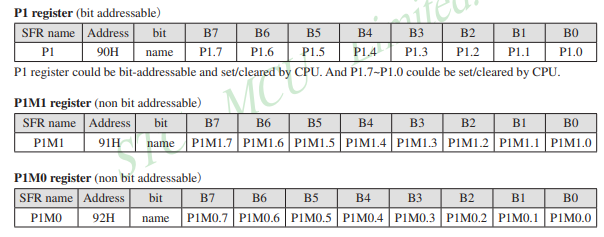 P1 register (bit addressable)
SFR name Address bit B7 B6 B5 B4 B3 B2 B1 B0
P1 90H name P1.7 P1.6 P1.5 P1.4 P1.3 P1.2 P1.1 P1.0
P1 register could be bit-addressable and set/cleared by CPU. And P1.7~P1.0 coulde be set/cleared by CPU.
P1M1 register (non bit addressable)
SFR name Address bit B7 B6 B5 B4 B3 B2 B1 B0
P1M1 91H name P1M1.7 P1M1.6 P1M1.5 P1M1.4 P1M1.3 P1M1.2 P1M1.1 P1M1.0
P1M0 register (non bit addressable)
SFR name Address bit B7 B6 B5 B4 B3 B2 B1 B0
P1M0 92H name P1M0.7 P1M0.6 P1M0.5 P1M0.4 P1M0.3 P1M0.2 P1M0.1 P1M0.0
STC MCU Limited.